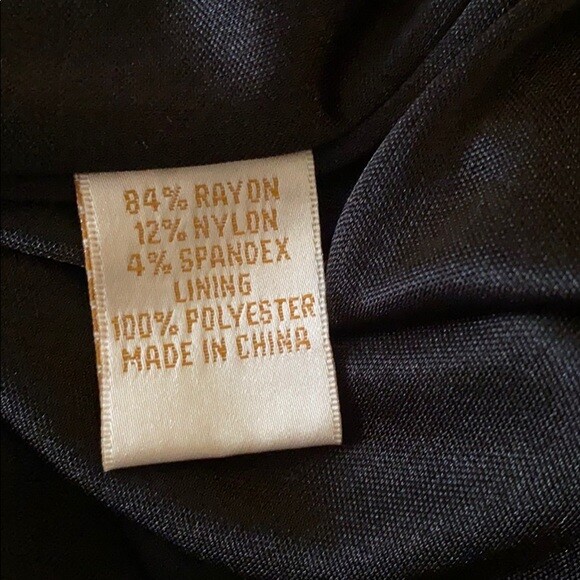 84% RAYON
12% NYLON
4% SPANDEX
LINING
100% POLYESTER
MADE IN CHINA